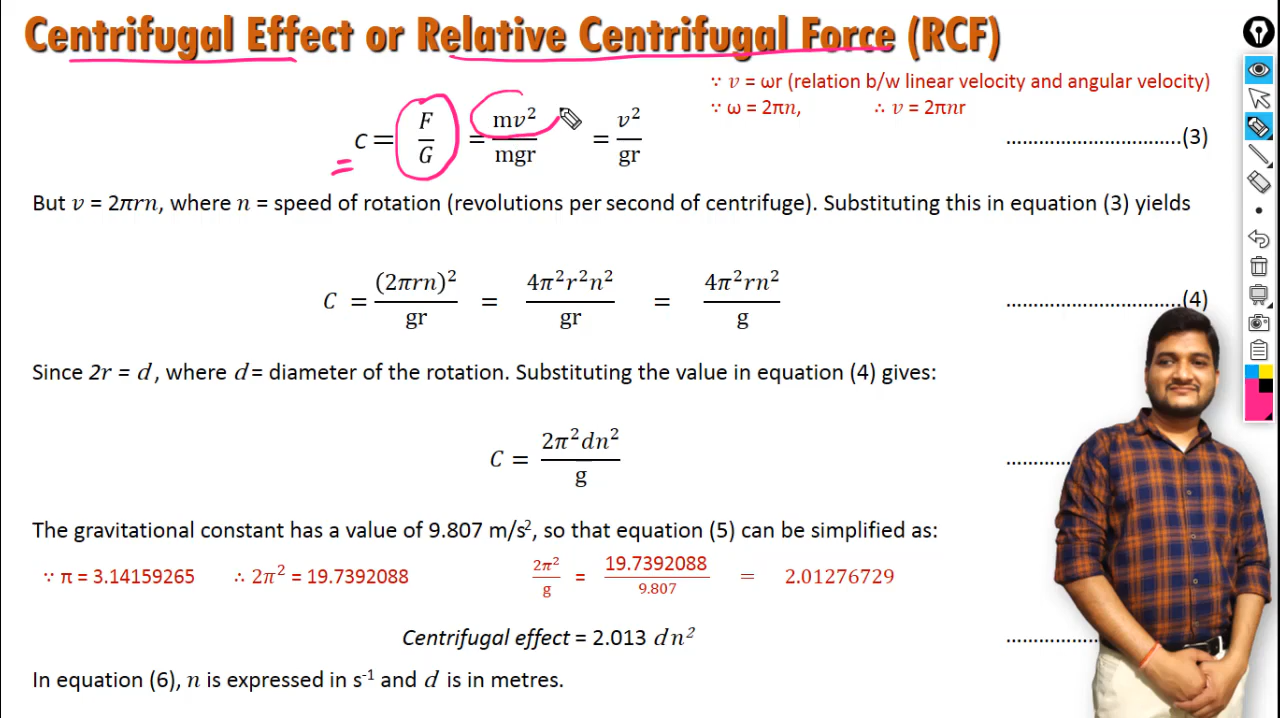 Centrifugal Effect or Relative Centrifugal Force (RCF)
∵ v = ωr (relation b/w linear velocity and angular velocity)
∵ ω = 2πn, ∴ v = 2πnr
C = F/G = mv²/mgr = v²/gr ................................(3)
But v = 2πrn, where n = speed of rotation (revolutions per second of centrifuge). Substituting this in equation (3) yields
C = (2πrn)²/gr = 4π²r²n²/gr = 4π²rn²/g ................................(4)
Since 2r = d, where d = diameter of the rotation. Substituting the value in equation (4) gives:
C = 2π²dn²/g ............
The gravitational constant has a value of 9.807 m/s², so that equation (5) can be simplified as:
∵ π = 3.14159265 ∴ 2π² = 19.7392088 2π²/g = 19.7392088/9.807 = 2.01276729
Centrifugal effect = 2.013 dn² ............
In equation (6), n is expressed in s⁻¹ and d is in metres.